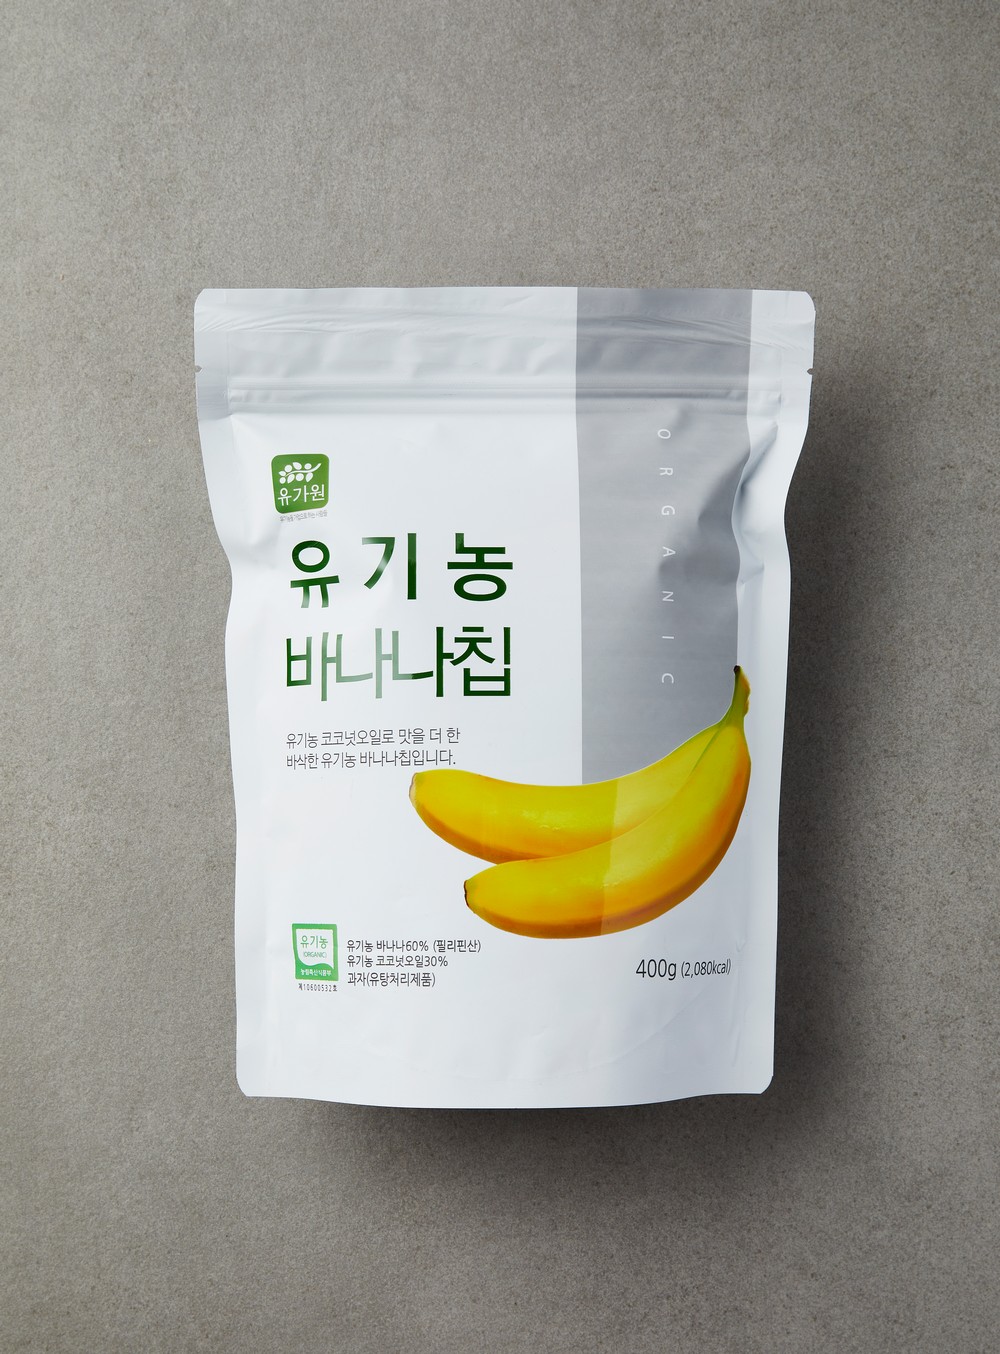 유가원
유기농
바나나칩
유기농 코코넛오일로 맛을 더 한
바삭한 유기농 바나나칩입니다.
ORGANIC
유기농
(ORGANIC)
농림축산식품부
제10600532호
유기농 바나나60% (필리핀산)
유기농 코코넛오일30%
과자(유탕처리제품)
400g (2,080kcal)